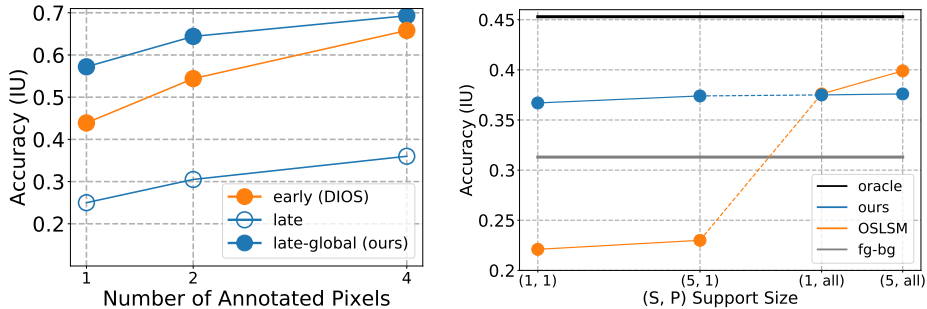 0.7
0.6
0.5
0.4
0.3
0.2
Accuracy (IU)
early (DIOS)
late
late-global (ours)
1
2
4
Number of Annotated Pixels
0.45
0.4
0.35
0.3
0.25
0.2
Accuracy (IU)
oracle
ours
OSLSM
fg-bg
(1, 1)
(5, 1)
(1, all)
(5, all)
(S, P) Support Size